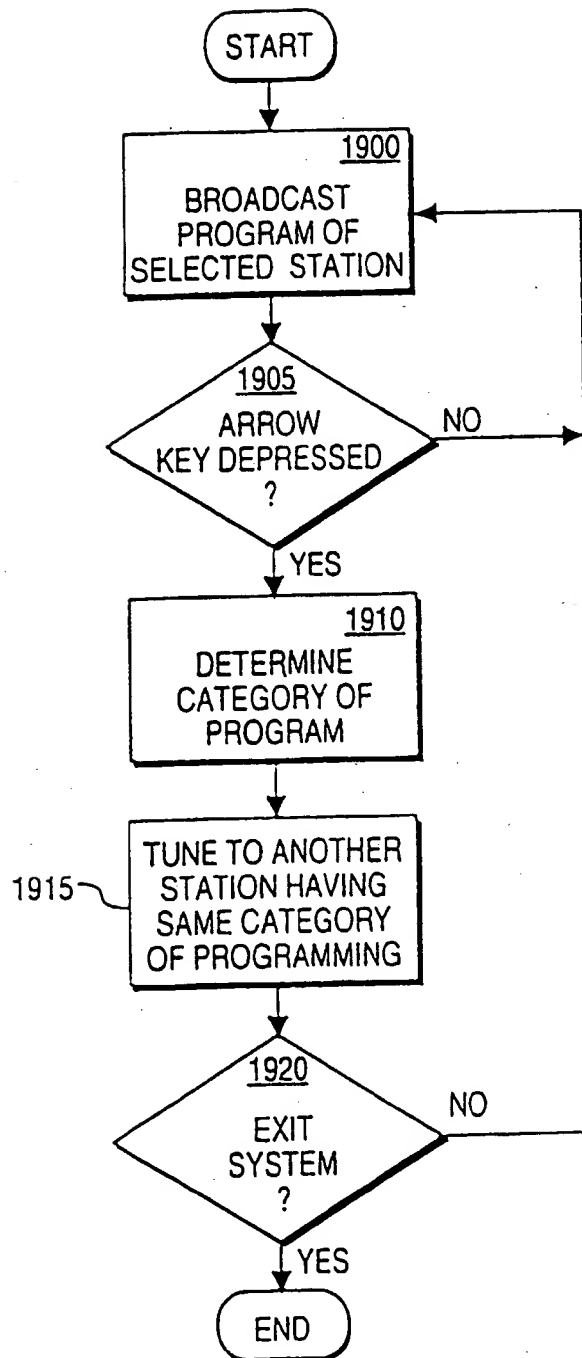 START
1900
BROADCAST
PROGRAM OF
SELECTED STATION
1905
ARROW
KEY DEPRESSED
?
NO
YES
1910
DETERMINE
CATEGORY OF
PROGRAM
1915
TUNE TO ANOTHER
STATION HAVING
SAME CATEGORY
OF PROGRAMMING
1920
EXIT
SYSTEM
?
NO
YES
END